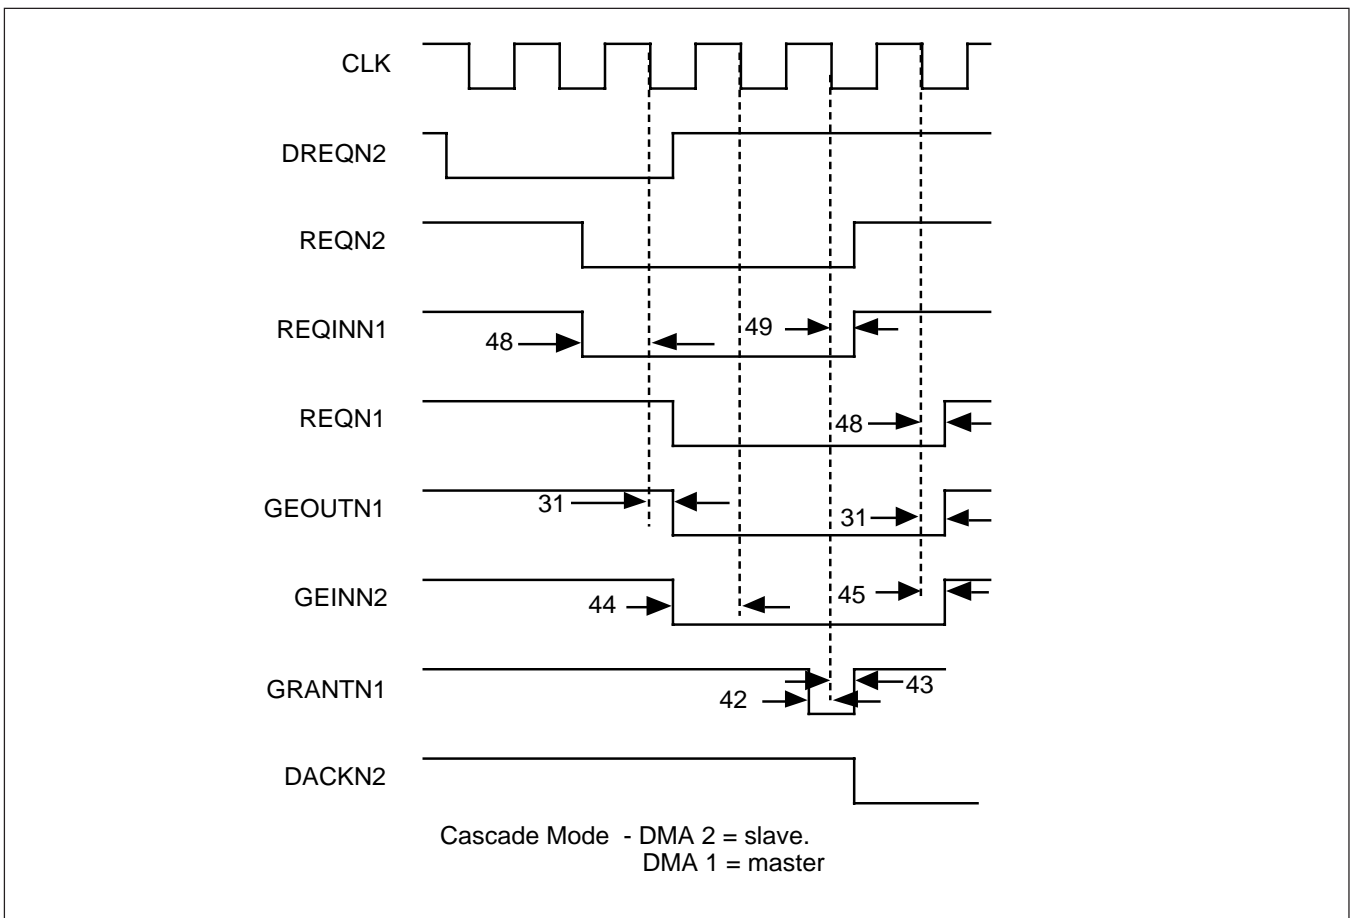 CLK
DREQN2
REQN2
REQINN1
48
49
REQN1
48
GEOUTN1
31
31
GEINN2
44
45
GRANTN1
42
43
DACKN2
Cascade Mode - DMA 2 = slave.
DMA 1 = master